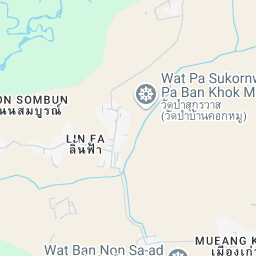 Wat Pa Sukornw
Pa Ban Khok M
วัดป่าสุกรวาส
(วัดป่าบ้านคอกหมู)
ON SOMBUN
นนสมบูรณ์
LIN FA
ลิ้นฟ้า
Wat Ban Non Sa-ad
MUEANG K
เมืองเก่า